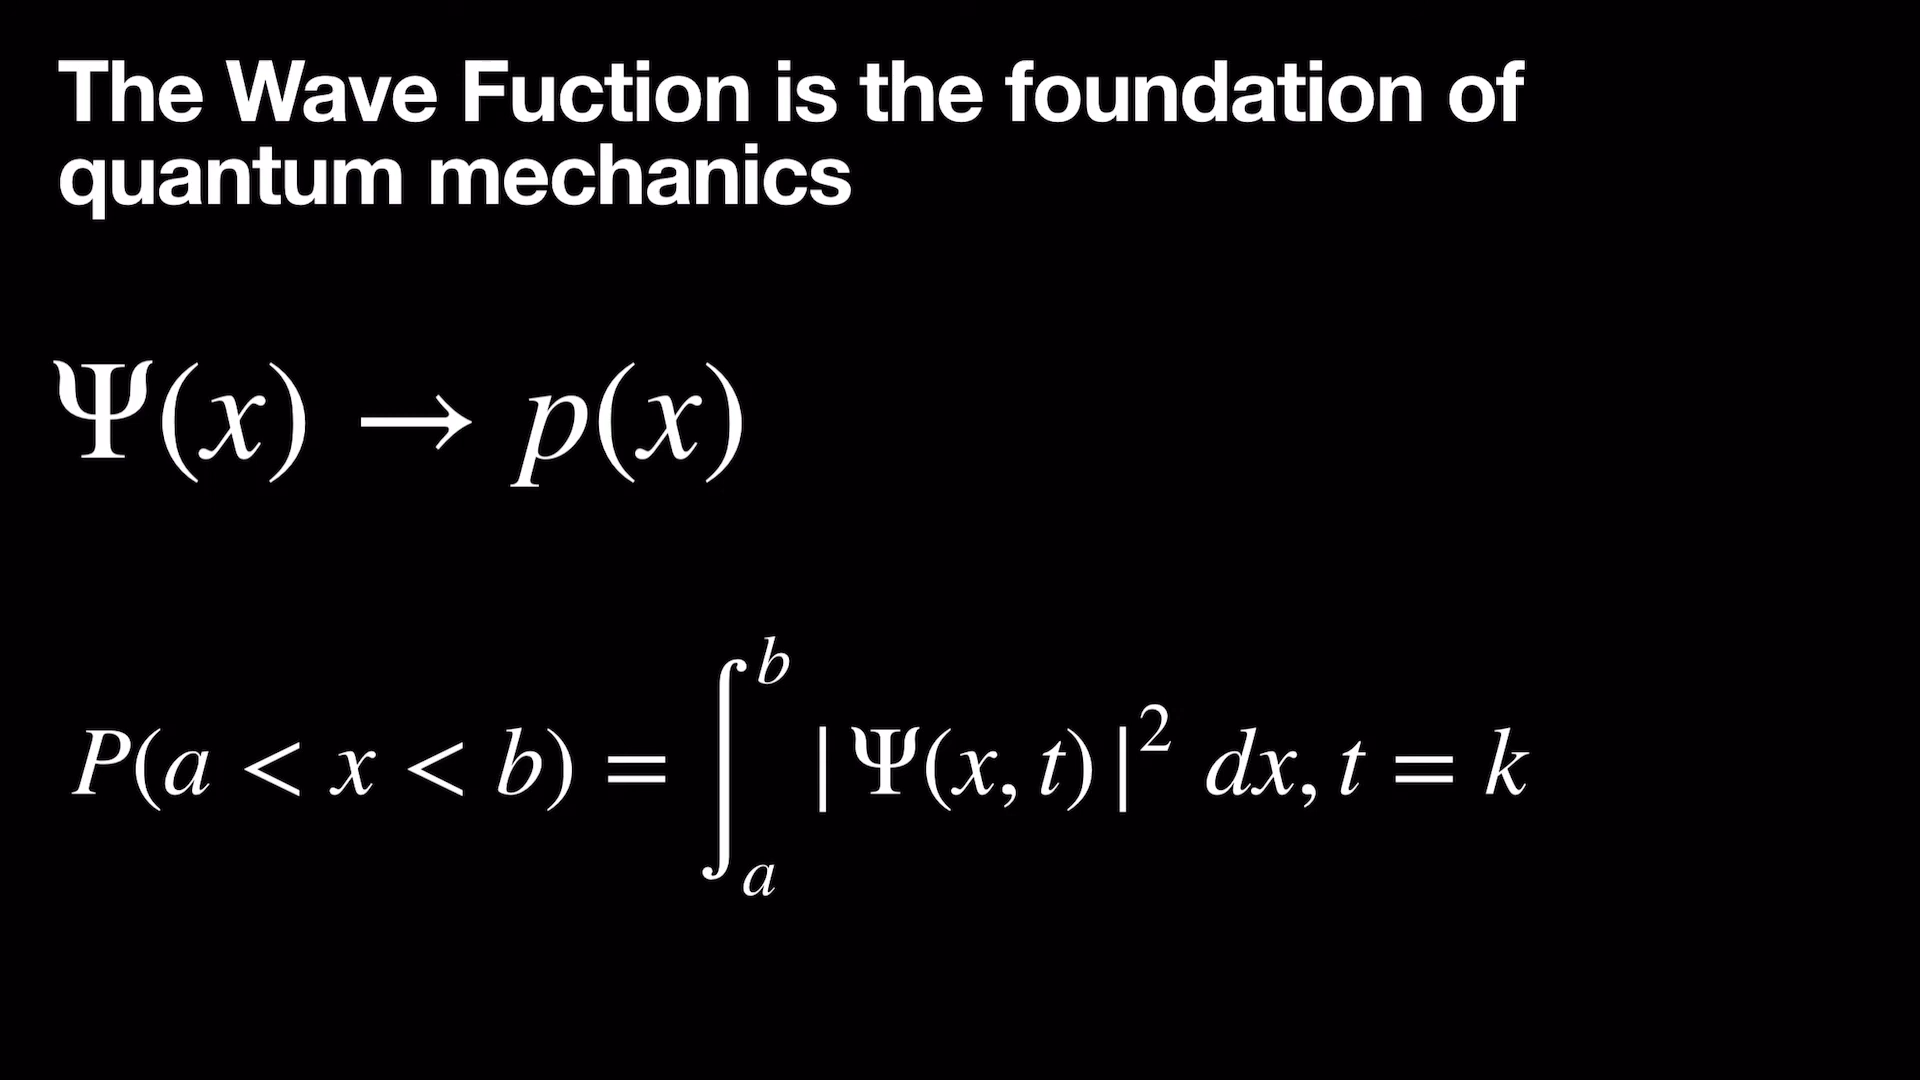 The Wave Fuction is the foundation of
quantum mechanics
Ψ(x) → p(x)
P(a < x < b) = ∫_a^b |Ψ(x, t)|² dx, t = k